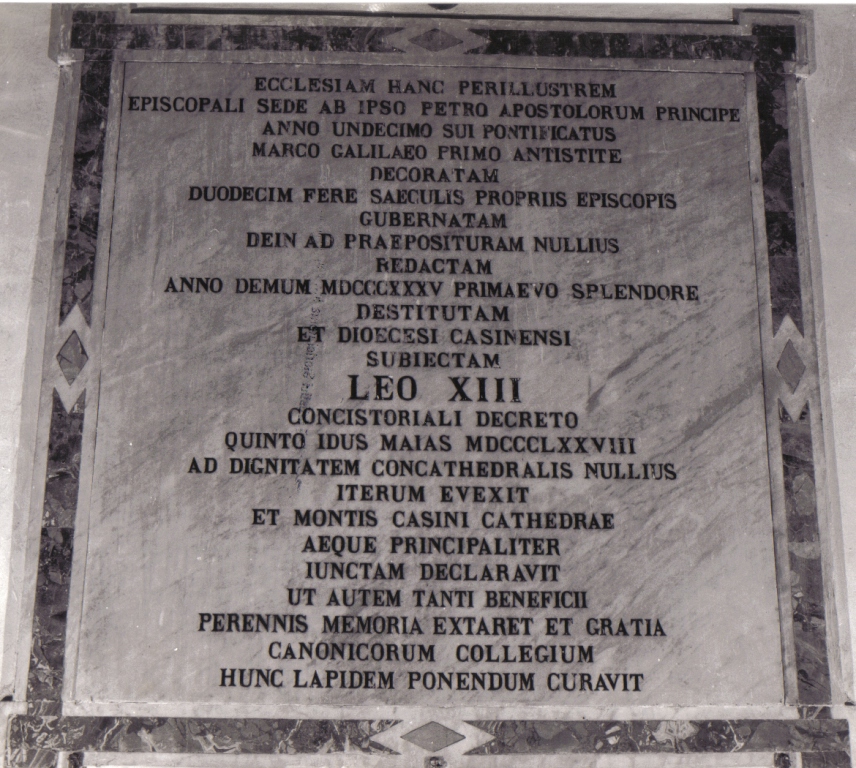 ECCLESIAM HANC PERILLUSTREM
EPISCOPALI SEDE AB IPSO PETRO APOSTOLORUM PRINCIPE
ANNO UNDECIMO SUI PONTIFICATUS
MARCO GALILAEO PRIMO ANTISTITE
DECORATAM
DUODECIM FERE SAECULIS PROPRIIS EPISCOPIS
GUBERNATAM
DEIN AD PRAEPOSITURAM NULLIUS
REDACTAM
ANNO DEMUM MDCCCXXXV PRIMAEVO SPLENDORE
DESTITUTAM
ET DIOECESI CASINENSI
SUBIECTAM
LEO XIII
CONCISTORIALI DECRETO
QUINTO IDUS MAIAS MDCCCLXXVIII
AD DIGNITATEM CONCATHEDRALIS NULLIUS
ITERUM EVEXIT
ET MONTIS CASINI CATHEDRAE
AEQUE PRINCIPALITER
IUNCTAM DECLARAVIT
UT AUTEM TANTI BENEFICII
PERENNIS MEMORIA EXTARET ET GRATIA
CANONICORUM COLLEGIUM
HUNC LAPIDEM PONENDUM CURAVIT